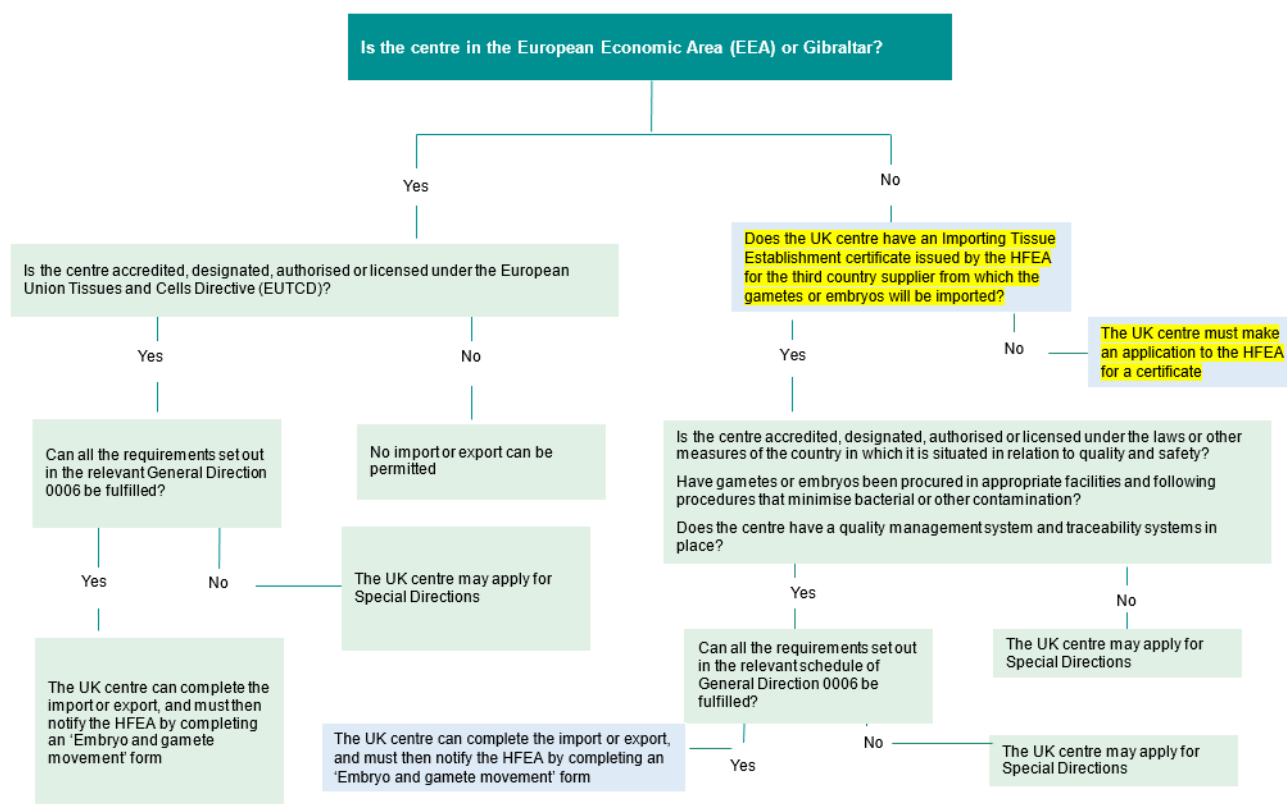 Is the centre in the European Economic Area (EEA) or Gibraltar?
Yes
No
Is the centre accredited, designated, authorised or licensed under the European
Union Tissues and Cells Directive (EUTCD)?
Does the UK centre have an Importing Tissue
Establishment certificate issued by the HFEA
for the third country supplier from which the
gametes or embryos will be imported?
Yes
No
Yes
No
The UK centre must make
an application to the HFEA
for a certificate
Can all the requirements set out
in the relevant General Direction
0006 be fulfilled?
No import or export can be
permitted
Is the centre accredited, designated, authorised or licensed under the laws or other
measures of the country in which it is situated in relation to quality and safety?
Have gametes or embryos been procured in appropriate facilities and following
procedures that minimise bacterial or other contamination?
Does the centre have a quality management system and traceability systems in
place?
Yes
No
The UK centre may apply for
Special Directions
Yes
No
The UK centre can complete the
import or export, and must then
notify the HFEA by completing
an ‘Embryo and gamete
movement’ form
Can all the requirements set out
in the relevant schedule of
General Direction 0006 be
fulfilled?
The UK centre may apply for
Special Directions
The UK centre can complete the import or export,
and must then notify the HFEA by completing an
‘Embryo and gamete movement’ form
Yes
No
The UK centre may apply for
Special Directions